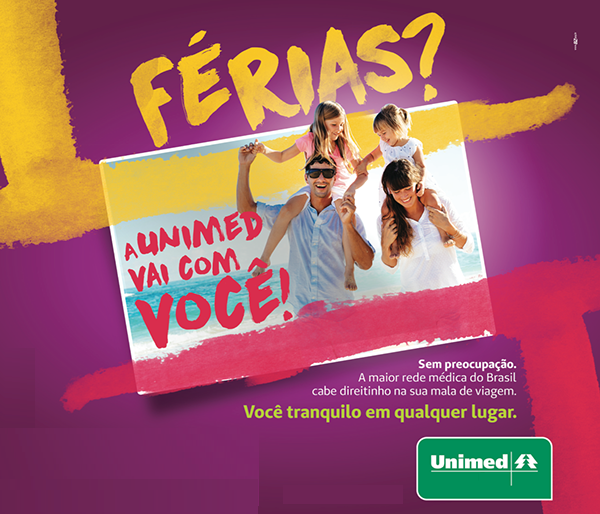 FÉRIAS?
A UNIMED
VAI COM
VOCÊ!
Sem preocupação.
A maior rede médica do Brasil
cabe direitinho na sua mala de viagem.
Você tranquilo em qualquer lugar.
Unimed